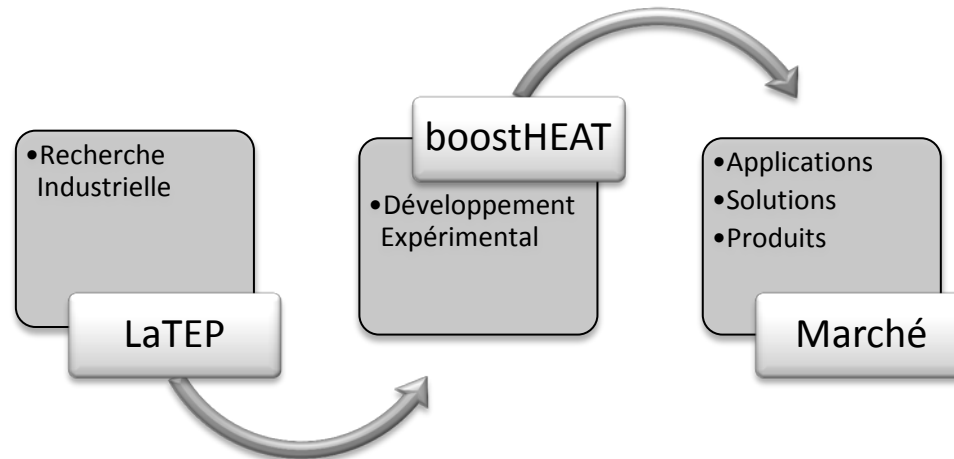 •Recherche
Industrielle
LaTEP
boostHEAT
•Développement
Expérimental
•Applications
•Solutions
•Produits
Marché